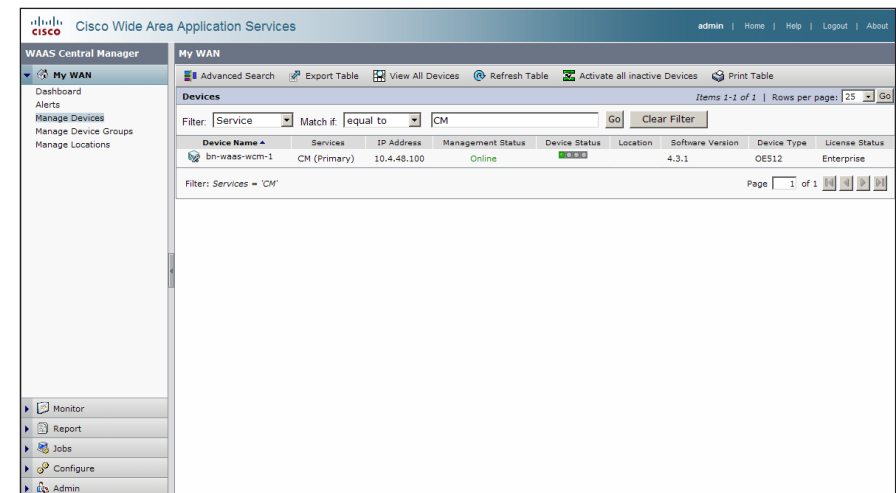 CISCO Cisco Wide Area Application Services
admin | Home | Help | Logout | About
WAAS Central Manager
My WAN
My WAN
Dashboard
Alerts
Manage Devices
Manage Device Groups
Manage Locations
Advanced Search Export Table View All Devices Refresh Table Activate all inactive Devices Print Table
Devices Items 1-1 of 1 | Rows per page: 25 Go
Filter: Service Match if: equal to CM Go Clear Filter
Device Name Services IP Address Management Status Device Status Location Software Version Device Type License Status
bn-waas-wcm-1 CM (Primary) 10.4.48.100 Online 4.3.1 OE512 Enterprise
Filter: Services = 'CM' Page 1 of 1
Monitor
Report
Jobs
Configure
Admin